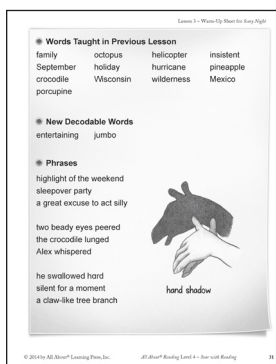 Lesson 3 – Warm-Up Sheet for Scary Night
Words Taught in Previous Lesson
family octopus helicopter insistent
September holiday hurricane pineapple
crocodile Wisconsin wilderness Mexico
porcupine
New Decodable Words
entertaining jumbo
Phrases
highlight of the weekend
sleepover party
a great excuse to act silly
two beady eyes peered
the crocodile lunged
Alex whispered
he swallowed hard
silent for a moment
a claw-like tree branch
hand shadow
© 2014 by All About® Learning Press, Inc. All About® Reading Level 4 – Soar with Reading 31